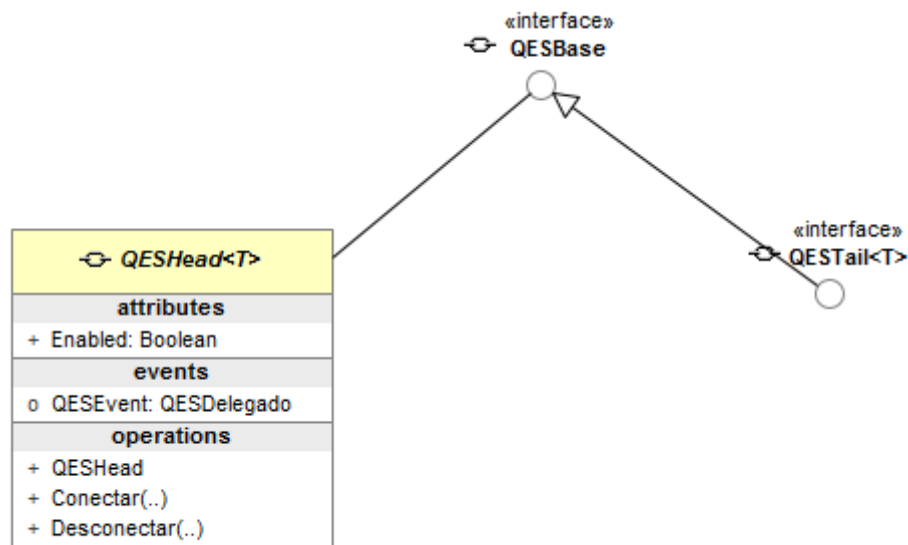 «interface»
QESBase
«interface»
QESTail<T>
QESHead<T>
attributes
+ Enabled: Boolean
events
o QESEvent: QESDelegado
operations
+ QESHead
+ Conectar(..)
+ Desconectar(..)